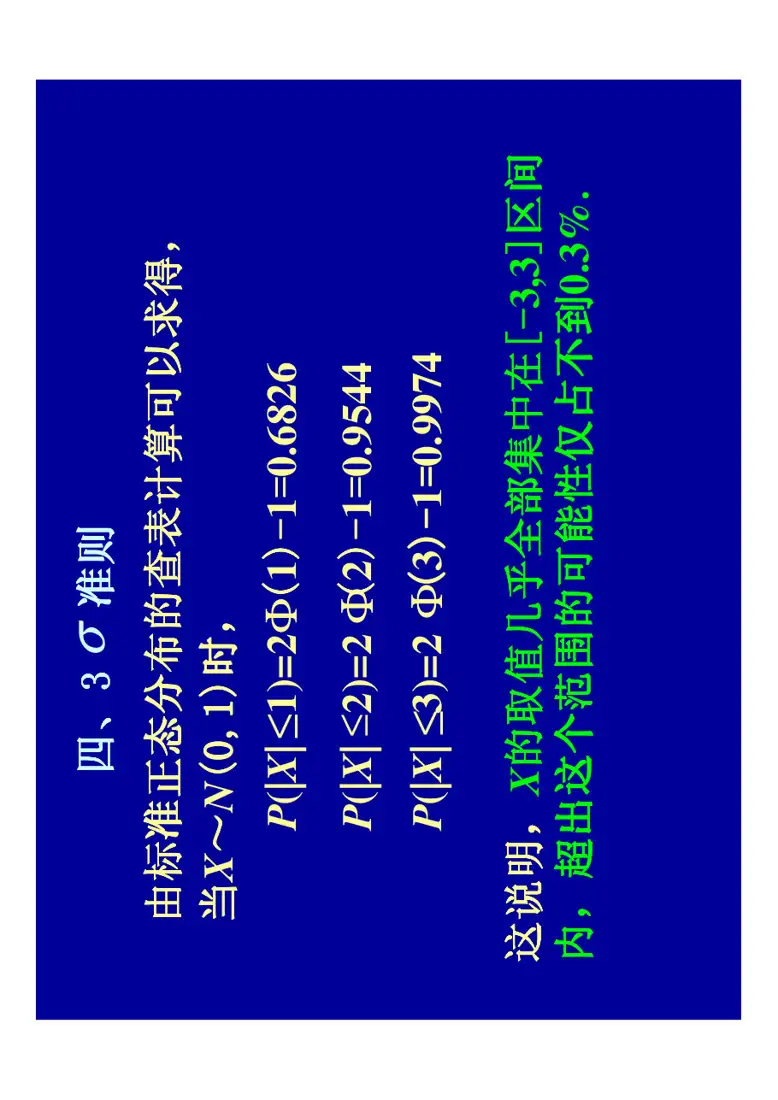 四、3σ准则
由标准正态分布的查表计算可以求得，
当X～N(0,1)时，
P(|X|≤1)=2Φ(1)-1=0.6826
P(|X|≤2)=2 Φ(2)-1=0.9544
P(|X|≤3)=2 Φ(3)-1=0.9974
这说明，X的取值几乎全部集中在[-3,3]区间
内，超出这个范围的可能性仅占不到0.3%.